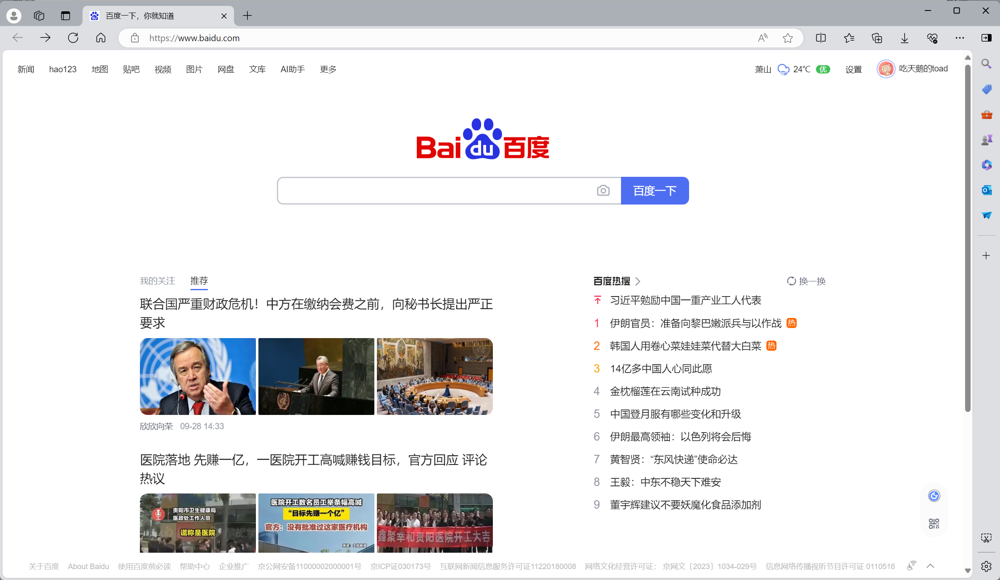 百度一下，你就知道
https://www.baidu.com
新闻 hao123 地图 贴吧 视频 图片 网盘 文库 AI助手 更多
萧山 24℃ 优 设置 吃天鹅的toad
Bai du 百度
百度一下
我的关注 推荐
联合国严重财政危机！中方在缴纳会费之前，向秘书长提出严正
要求
欣欣向荣 09-28 14:33
医院落地 先赚一亿，一医院开工高喊赚钱目标，官方回应 评论
热议
贵阳市卫生健康局
医政处工作人员
谎称是医院
医院开工数名员工举条幅高喊
“目标先赚一个亿”
官方：没有批准过这家医疗机构
来源：大皖新闻
鑫聚幸和贵阳医院开工大吉
百度热搜 换一换
习近平勉励中国一重产业工人代表
1 伊朗官员：准备向黎巴嫩派兵与以作战 热
2 韩国人用卷心菜娃娃菜代替大白菜 热
3 14亿多中国人心同此愿
4 金枕榴莲在云南试种成功
5 中国登月服有哪些变化和升级
6 伊朗最高领袖：以色列将会后悔
7 黄智贤：“东风快递”使命必达
8 王毅：中东不稳天下难安
9 董宇辉建议不要妖魔化食品添加剂
关于百度 About Baidu 使用百度前必读 帮助中心 企业推广 京公网安备11000002000001号 京ICP证030173号 互联网新闻信息服务许可证11220180008 网络文化经营许可证： 京网文〔2023〕1034-029号 信息网络传播视听节目许可证 0110516